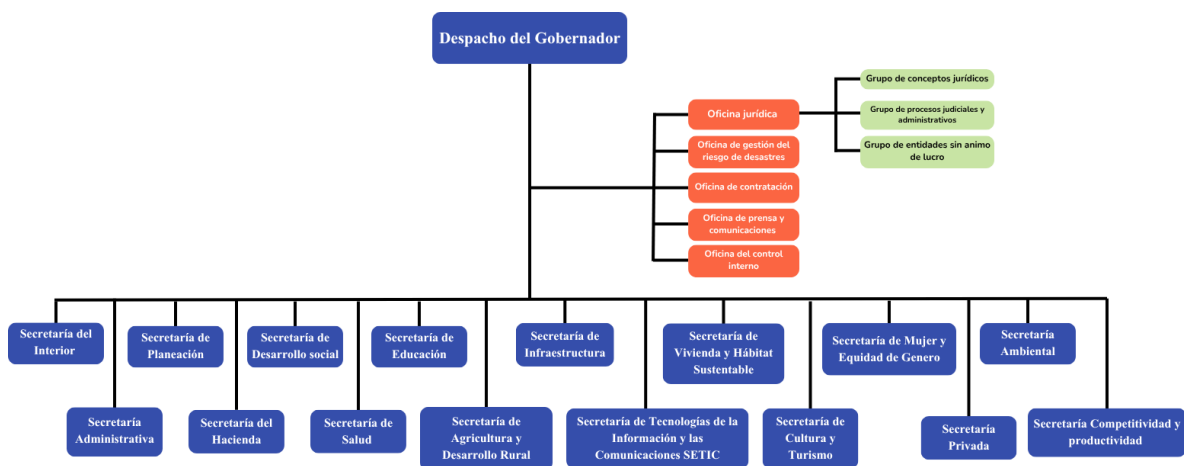 Despacho del Gobernador
Grupo de conceptos jurídicos
Oficina jurídica
Grupo de procesos judiciales y
administrativos
Oficina de gestión del
riesgo de desastres
Grupo de entidades sin animo
de lucro
Oficina de contratación
Oficina de prensa y
comunicaciones
Oficina del control
interno
Secretaría del
Interior
Secretaría de
Planeación
Secretaría de
Desarrollo social
Secretaría de
Educación
Secretaría de
Infraestructura
Secretaría de
Vivienda y Hábitat
Sustentable
Secretaría de Mujer y
Equidad de Genero
Secretaría
Ambiental
Secretaría
Administrativa
Secretaría del
Hacienda
Secretaría de
Salud
Secretaría de
Agricultura y
Desarrollo Rural
Secretaría de Tecnologías de la
Información y las
Comunicaciones SETIC
Secretaría de
Cultura y
Turismo
Secretaría
Privada
Secretaría Competitividad y
productividad